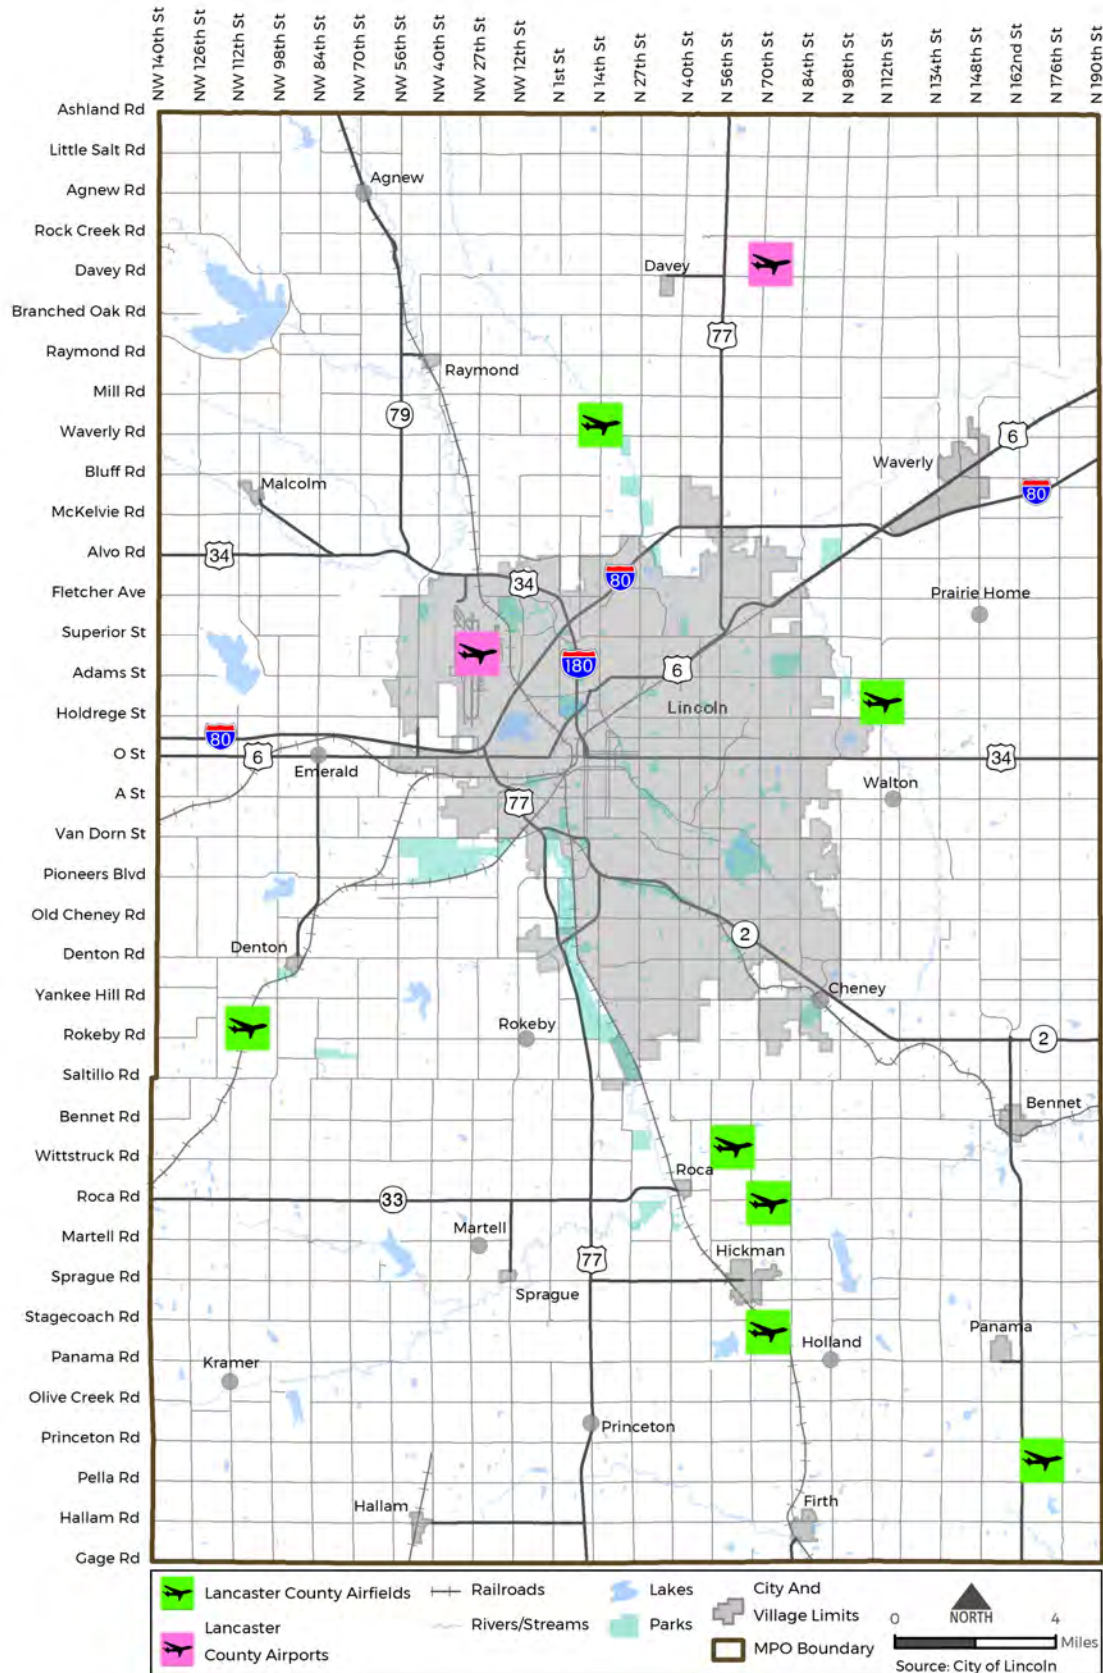 NW 140th St
NW 126th St
NW 112th St
NW 98th St
NW 84th St
NW 70th St
NW 56th St
NW 40th St
NW 27th St
NW 12th St
N 1st St
N 14th St
N 27th St
N 40th St
N 56th St
N 70th St
N 84th St
N 98th St
N 112th St
N 134th St
N 148th St
N 162nd St
N 176th St
N 190th St
Ashland Rd
Little Salt Rd
Agnew Rd
Agnew
Rock Creek Rd
Davey Rd
Davey
Branched Oak Rd
77
Raymond Rd
Raymond
Mill Rd
79
Waverly Rd
6
Bluff Rd
Waverly
Malcolm
80
McKelvie Rd
Alvo Rd
34
34
80
Fletcher Ave
Prairie Home
Superior St
180
6
Adams St
Lincoln
Holdrege St
80
O St
6
Emerald
34
A St
77
Walton
Van Dorn St
Pioneers Blvd
Old Cheney Rd
2
Denton Rd
Denton
Yankee Hill Rd
Cheney
Rokeby Rd
Rokeby
2
Saltillo Rd
Bennet Rd
Bennet
Wittstruck Rd
Roca
Roca Rd
33
Martell Rd
Martell
77
Hickman
Sprague Rd
Sprague
Stagecoach Rd
Panama
Panama Rd
Kramer
Holland
Olive Creek Rd
Princeton Rd
Princeton
Pella Rd
Hallam Rd
Hallam
Firth
Gage Rd
Lancaster County Airfields
Lancaster
County Airports
Railroads
Rivers/Streams
Lakes
Parks
City And
Village Limits
MPO Boundary
NORTH
0
4
Miles
Source: City of Lincoln